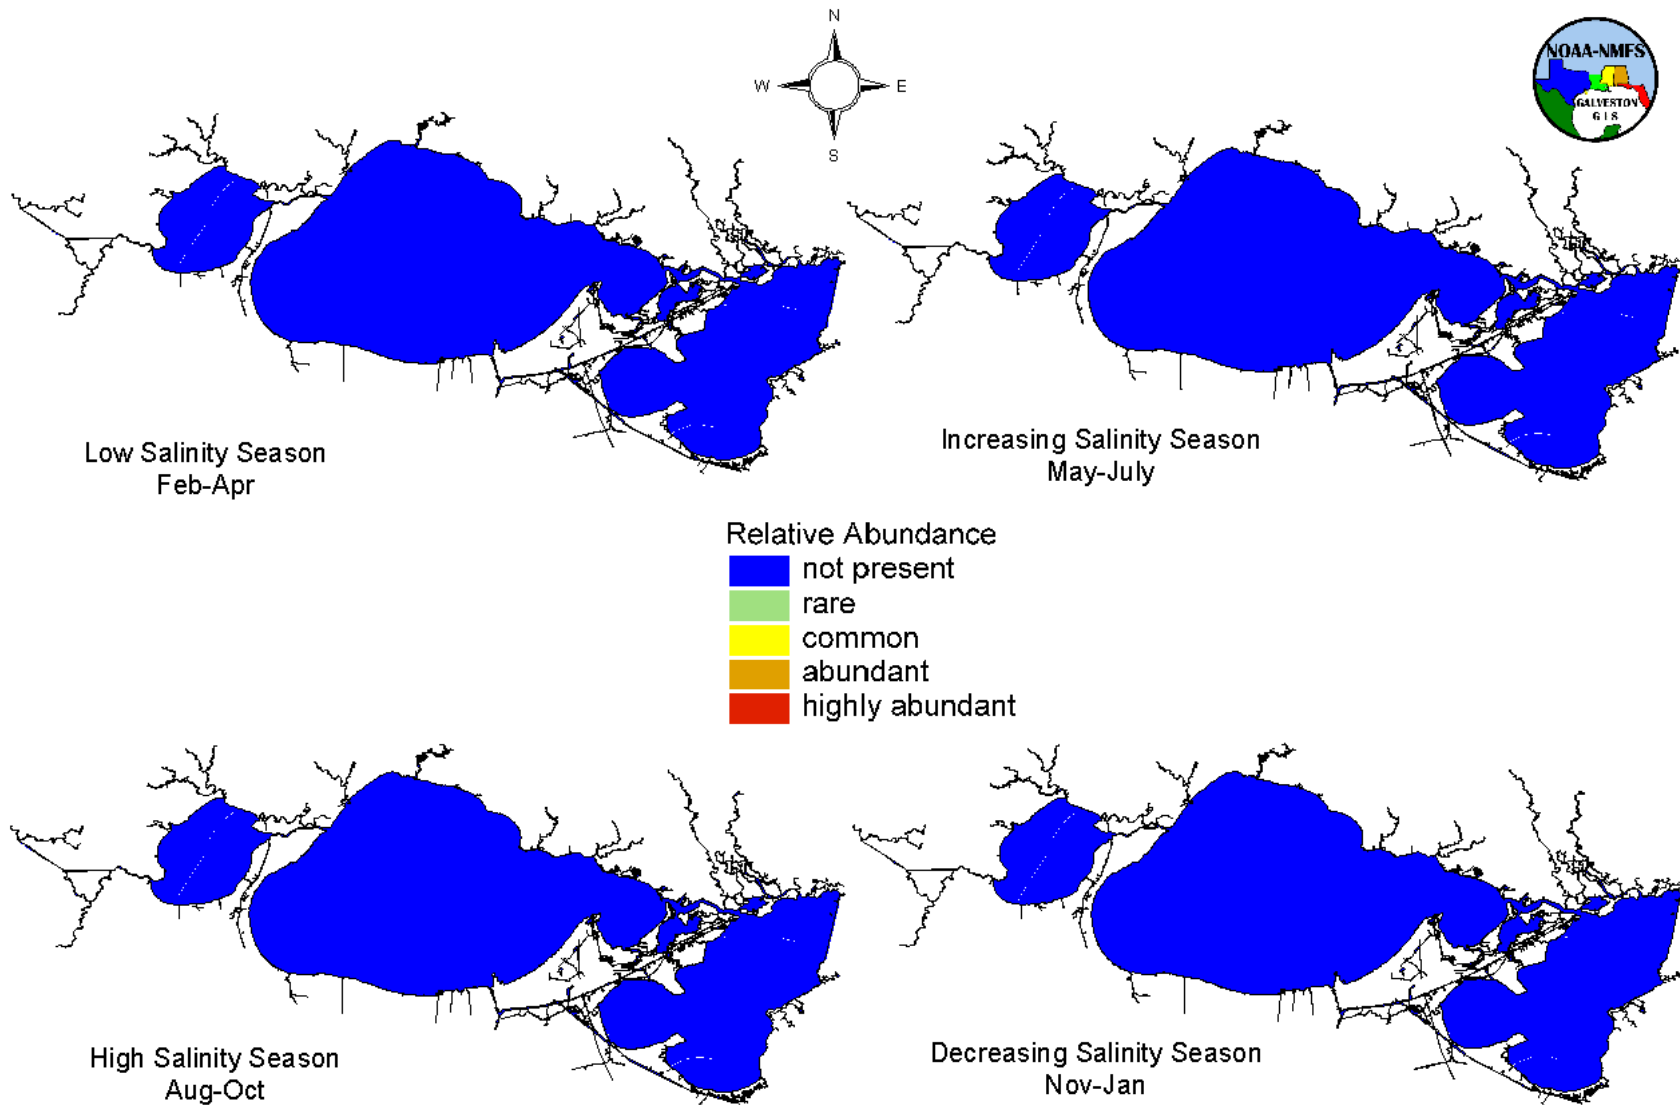 N
W E
S
NOAA-NMFS
GALVESTON
GIS
Low Salinity Season
Feb-Apr
Increasing Salinity Season
May-July
Relative Abundance
not present
rare
common
abundant
highly abundant
High Salinity Season
Aug-Oct
Decreasing Salinity Season
Nov-Jan